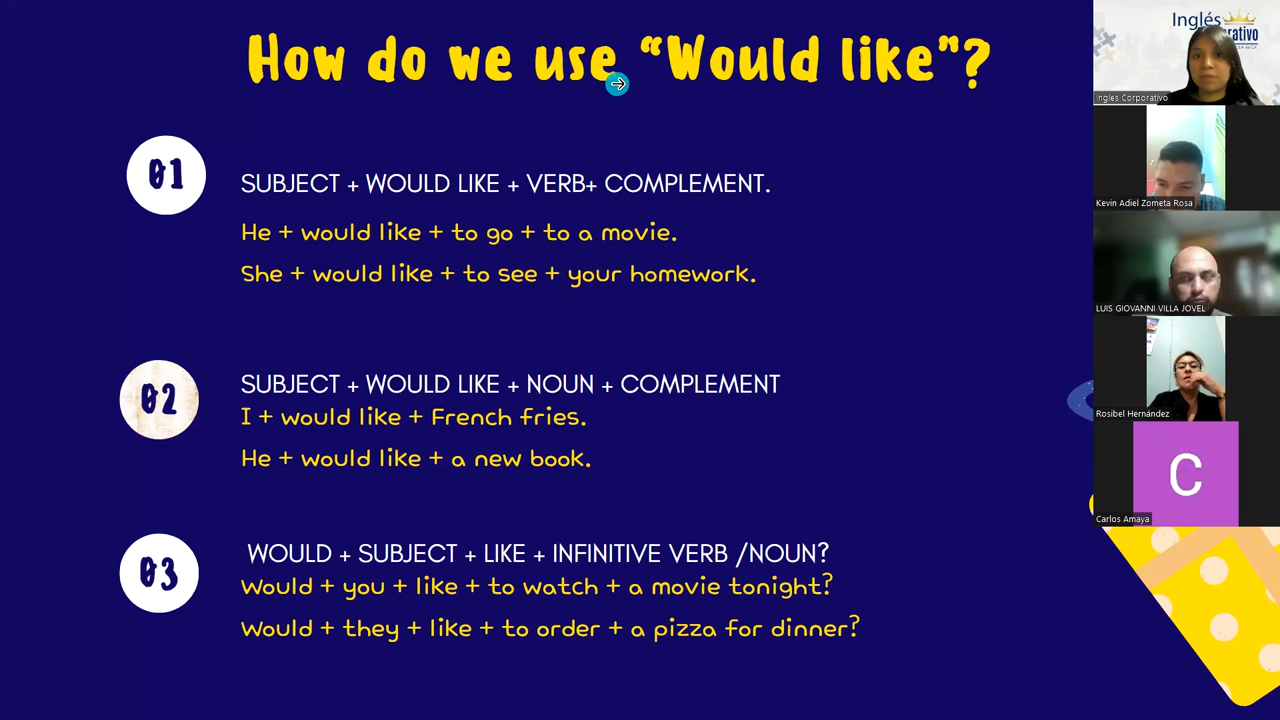 How do we use “Would like”?
01
SUBJECT + WOULD LIKE + VERB+ COMPLEMENT.
He + would like + to go + to a movie.
She + would like + to see + your homework.
02
SUBJECT + WOULD LIKE + NOUN + COMPLEMENT
I + would like + French fries.
He + would like + a new book.
03
WOULD + SUBJECT + LIKE + INFINITIVE VERB /NOUN?
Would + you + like + to watch + a movie tonight?
Would + they + like + to order + a pizza for dinner?
Inglés
Ingles Corporativo
Kevin Adiel Zometa Rosa
LUIS GIOVANNI VILLA JOVEL
Rosibel Hernández
C
Carlos Amaya